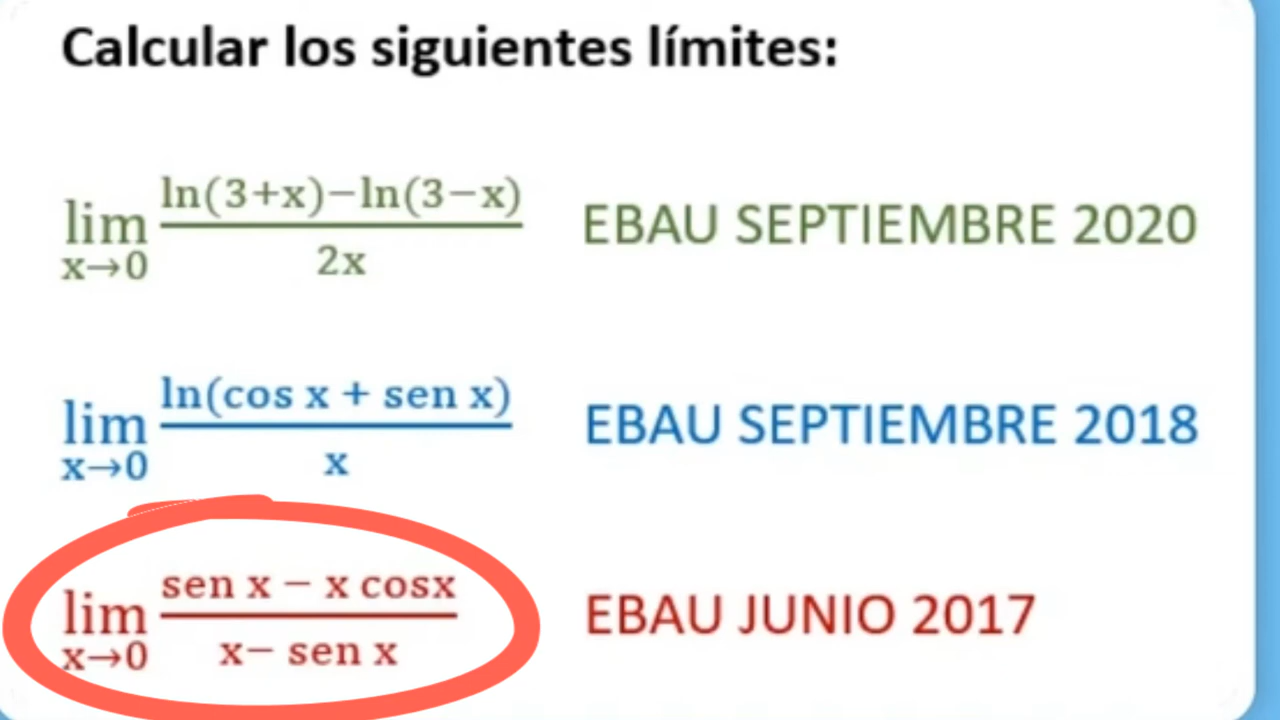 Calcular los siguientes límites:
lim x→0 ln(3+x)−ln(3−x) / 2x EBAU SEPTIEMBRE 2020
lim x→0 ln(cos x + sen x) / x EBAU SEPTIEMBRE 2018
lim x→0 sen x − x cosx / x− sen x EBAU JUNIO 2017